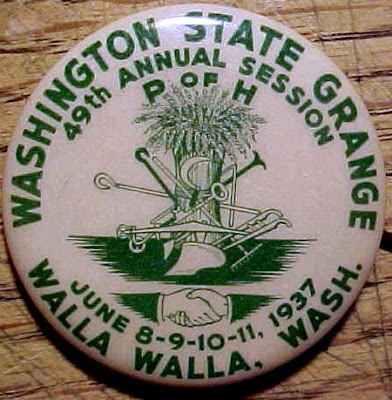 WASHINGTON STATE GRANGE
49th ANNUAL SESSION
P OF H
JUNE 8-9-10-11, 1937
WALLA WALLA, WASH.